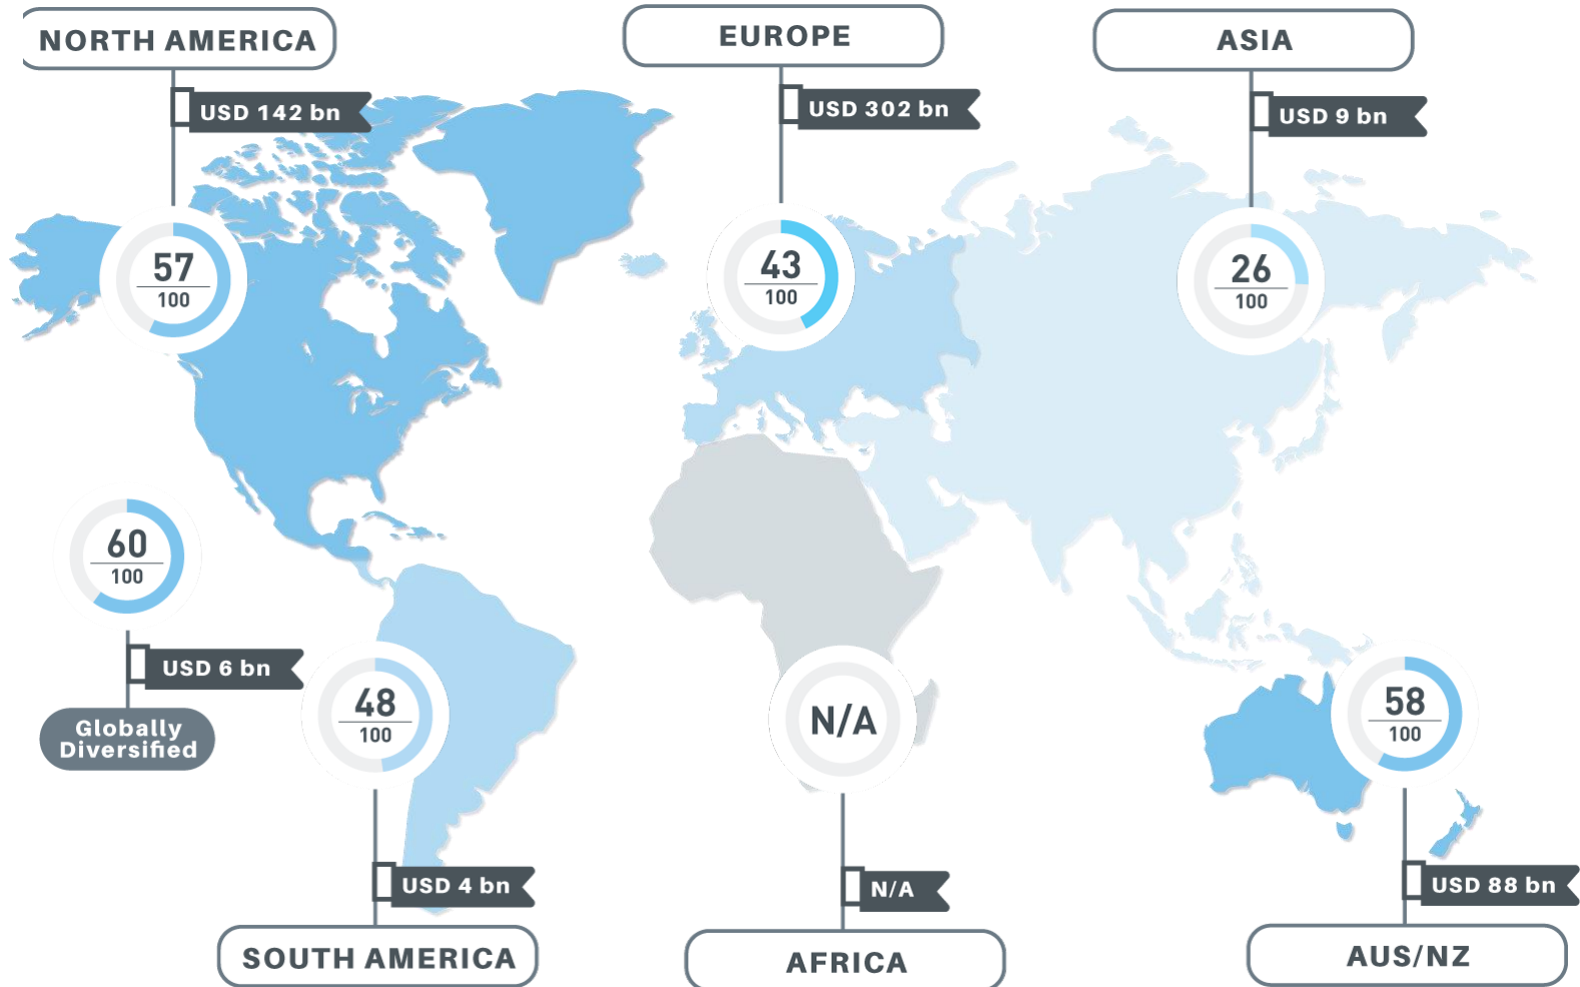 NORTH AMERICA
USD 142 bn
57
100
EUROPE
USD 302 bn
43
100
ASIA
USD 9 bn
26
100
60
100
USD 6 bn
Globally
Diversified
48
100
USD 4 bn
SOUTH AMERICA
N/A
N/A
AFRICA
58
100
USD 88 bn
AUS/NZ